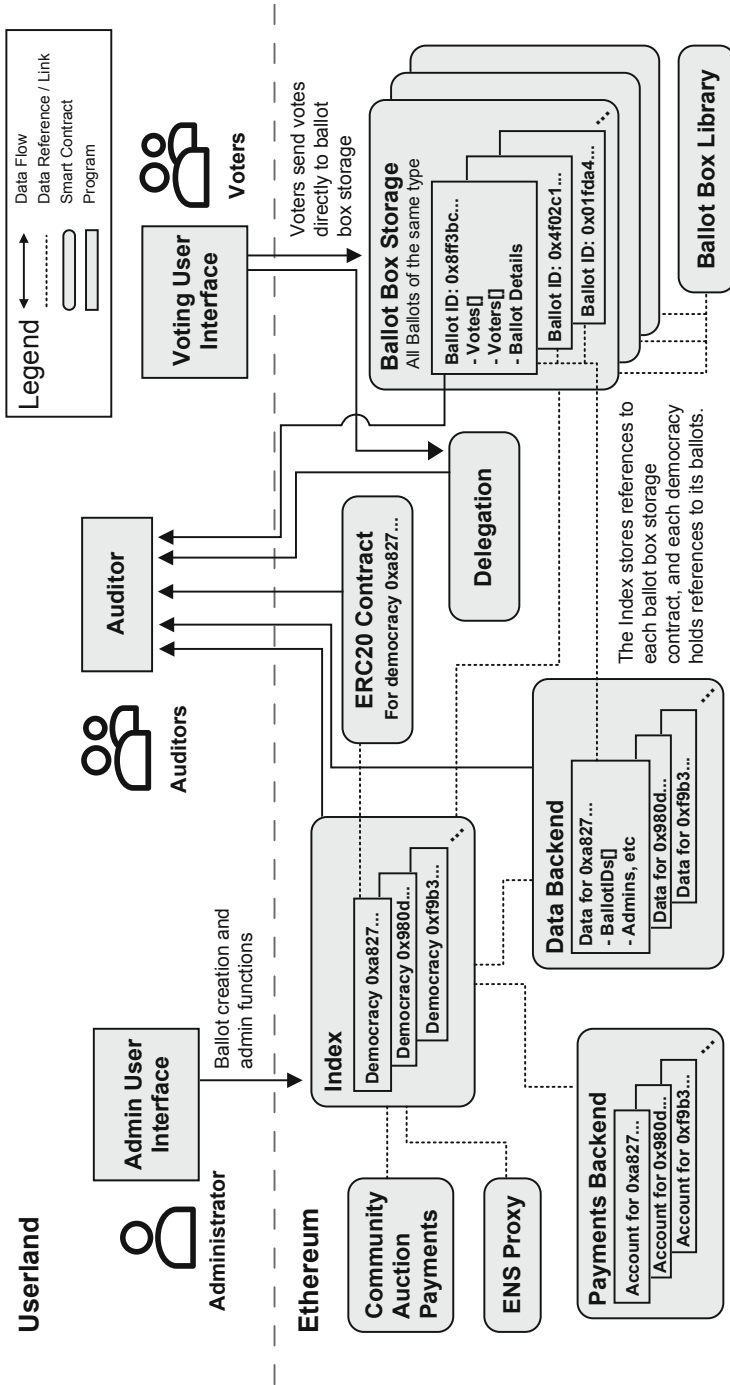 Userland
Administrator
Admin User
Interface
Ballot creation and
admin functions
Auditors
Auditor
Voting User
Interface
Voters
Voters send votes
directly to ballot
box storage
Legend
Data Flow
Data Reference / Link
Smart Contract
Program
Ethereum
Community
Auction
Payments
ENS Proxy
Index
Democracy 0xa827...
Democracy 0x980d...
Democracy 0xf9b3...
ERC20 Contract
For democracy 0xa827...
Delegation
Ballot Box Storage
All Ballots of the same type
Ballot ID: 0x8ff3bc...
- Votes[]
- Voters[]
- Ballot Details
Ballot ID: 0x4f02c1...
Ballot ID: 0x01fda4...
Ballot Box Library
Payments Backend
Account for 0xa827...
Account for 0x980d...
Account for 0xf9b3...
Data Backend
Data for 0xa827...
- BallotIDs[]
- Admins, etc
Data for 0x980d...
Data for 0xf9b3...
The Index stores references to
each ballot box storage
contract, and each democracy
holds references to its ballots.